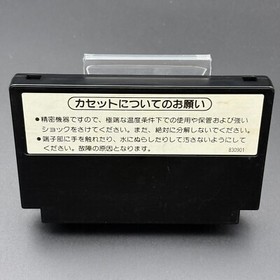 カセットについてのお願い
●精密機器ですので、極端な温度条件下での使用や保管および強い
ショックをさけてください。また、絶対に分解しないでください。
●端子部に手を触れたり、水にぬらしたりして汚さないようにして
ください。故障の原因となります。
830901